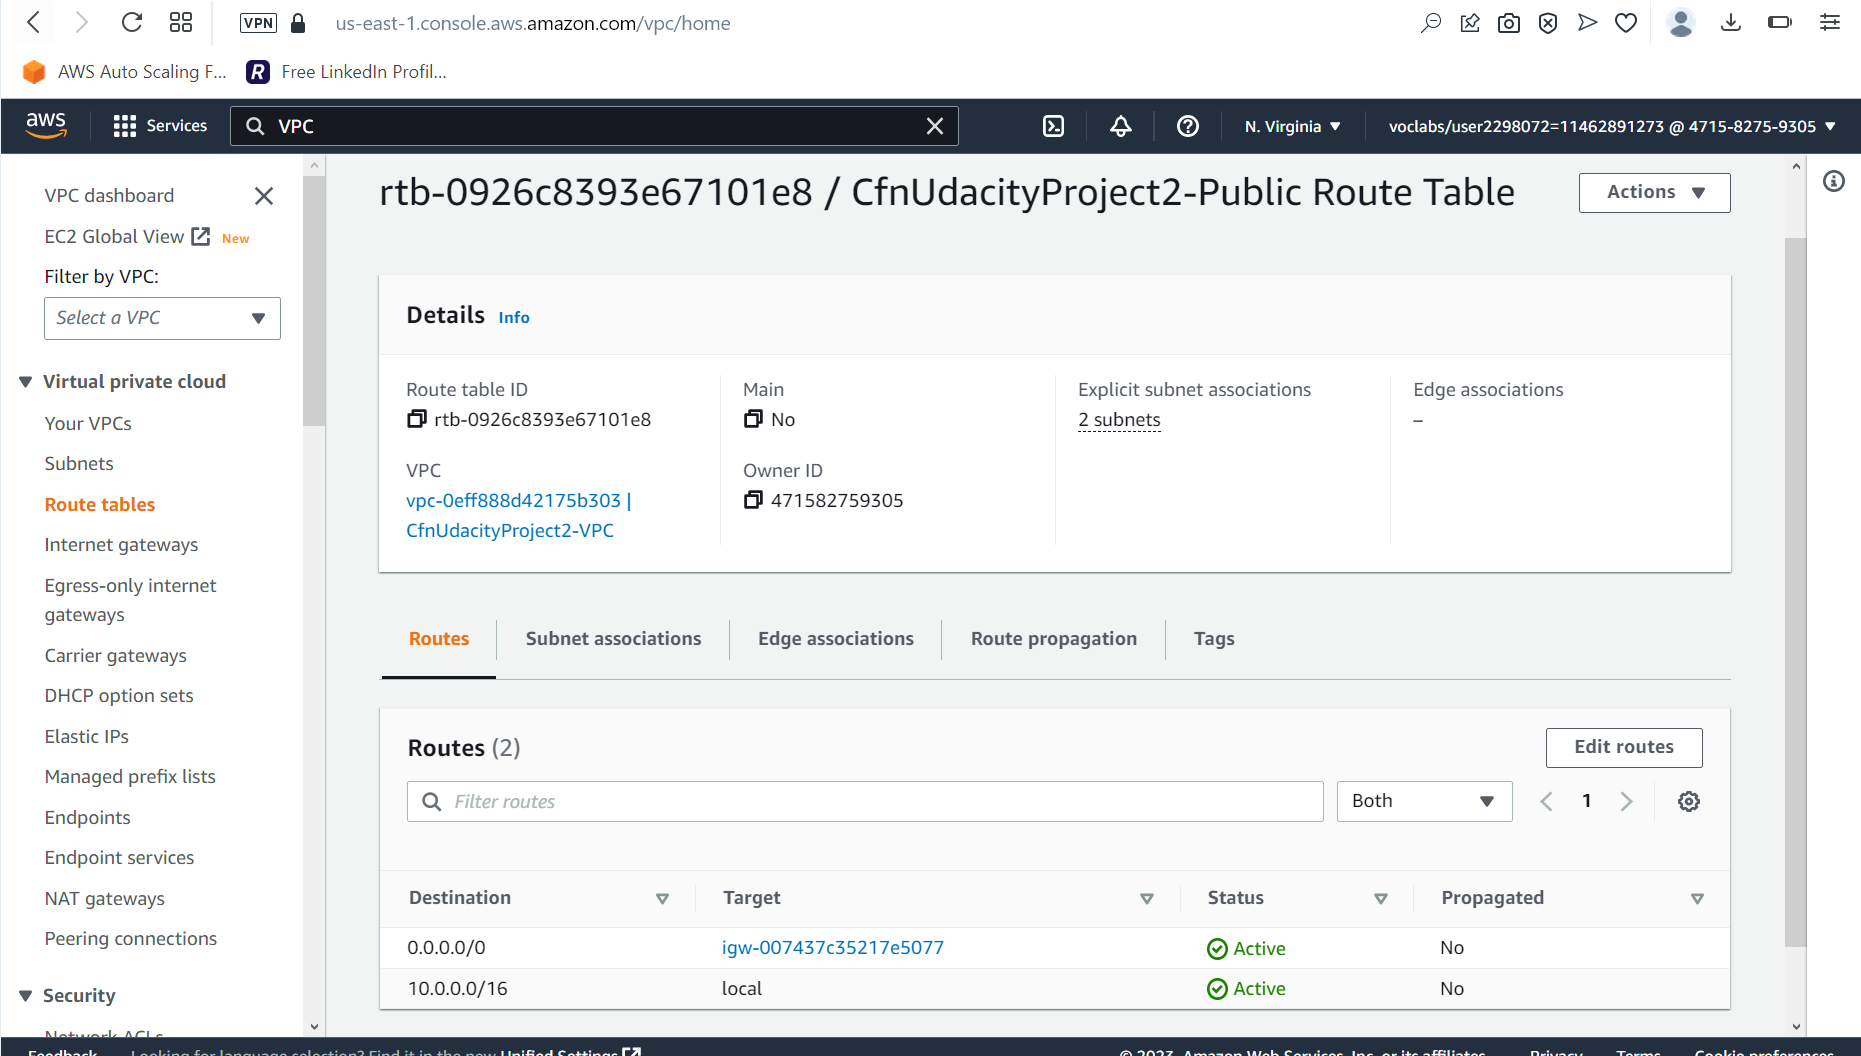 VPN us-east-1.console.aws.amazon.com/vpc/home
AWS Auto Scaling F... R Free LinkedIn Profil...
aws Services VPC N. Virginia voclabs/user2298072=11462891273 @ 4715-8275-9305
VPC dashboard
EC2 Global View New
Filter by VPC:
Select a VPC
Virtual private cloud
Your VPCs
Subnets
Route tables
Internet gateways
Egress-only internet
gateways
Carrier gateways
DHCP option sets
Elastic IPs
Managed prefix lists
Endpoints
Endpoint services
NAT gateways
Peering connections
Security
Network ACLs
rtb-0926c8393e67101e8 / CfnUdacityProject2-Public Route Table
Actions
Details Info
Route table ID
rtb-0926c8393e67101e8
Main
No
Explicit subnet associations
2 subnets
Edge associations
–
VPC
vpc-0eff888d42175b303 |
CfnUdacityProject2-VPC
Owner ID
471582759305
Routes Subnet associations Edge associations Route propagation Tags
Routes (2)
Edit routes
Filter routes
Both
1
Destination Target Status Propagated
0.0.0.0/0 igw-007437c35217e5077 Active No
10.0.0.0/16 local Active No
Feedback Looking for language selection? Find it in the new Unified Settings © 2023, Amazon Web Services, Inc. or its affiliates. Privacy Terms Cookie preferences